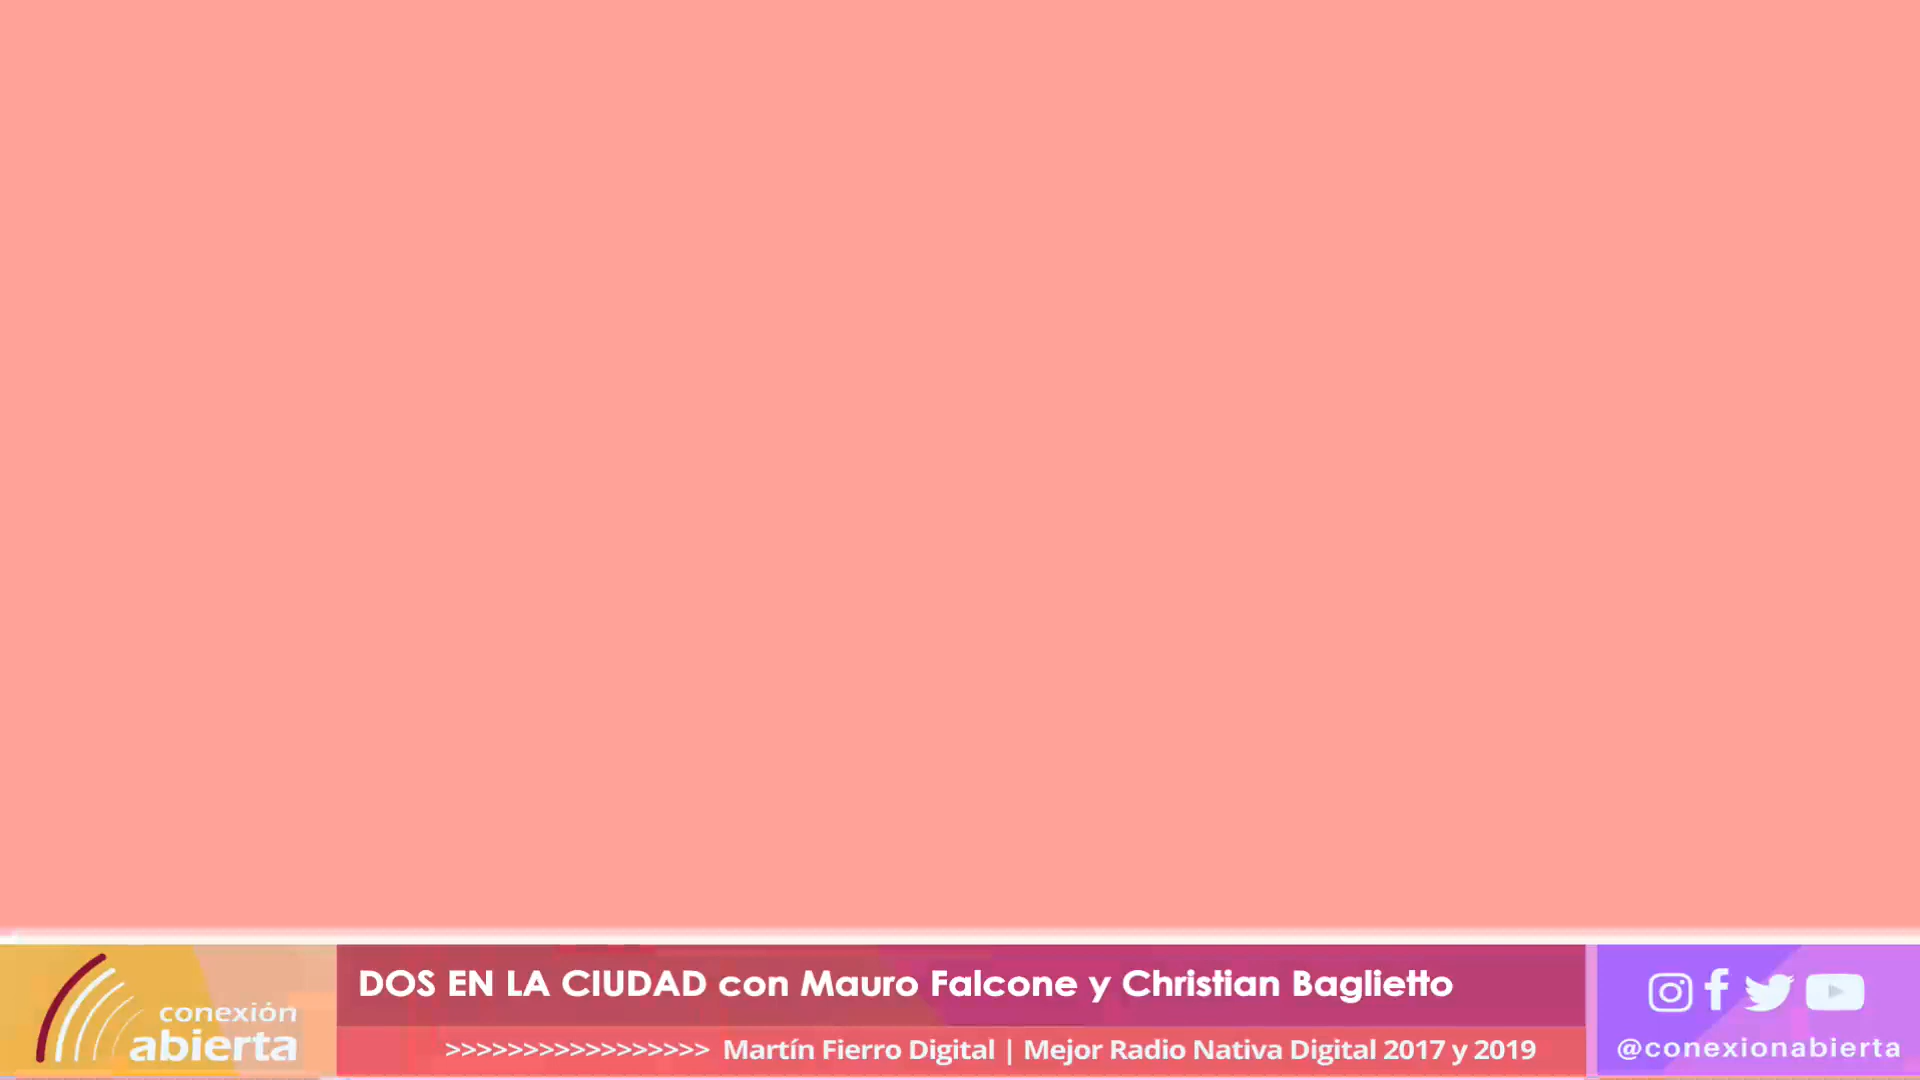 conexión
abierta
DOS EN LA CIUDAD con Mauro Falcone y Christian Baglietto
>>>>>>>>>>>>>>>>> Martín Fierro Digital | Mejor Radio Nativa Digital 2017 y 2019
@conexionabierta